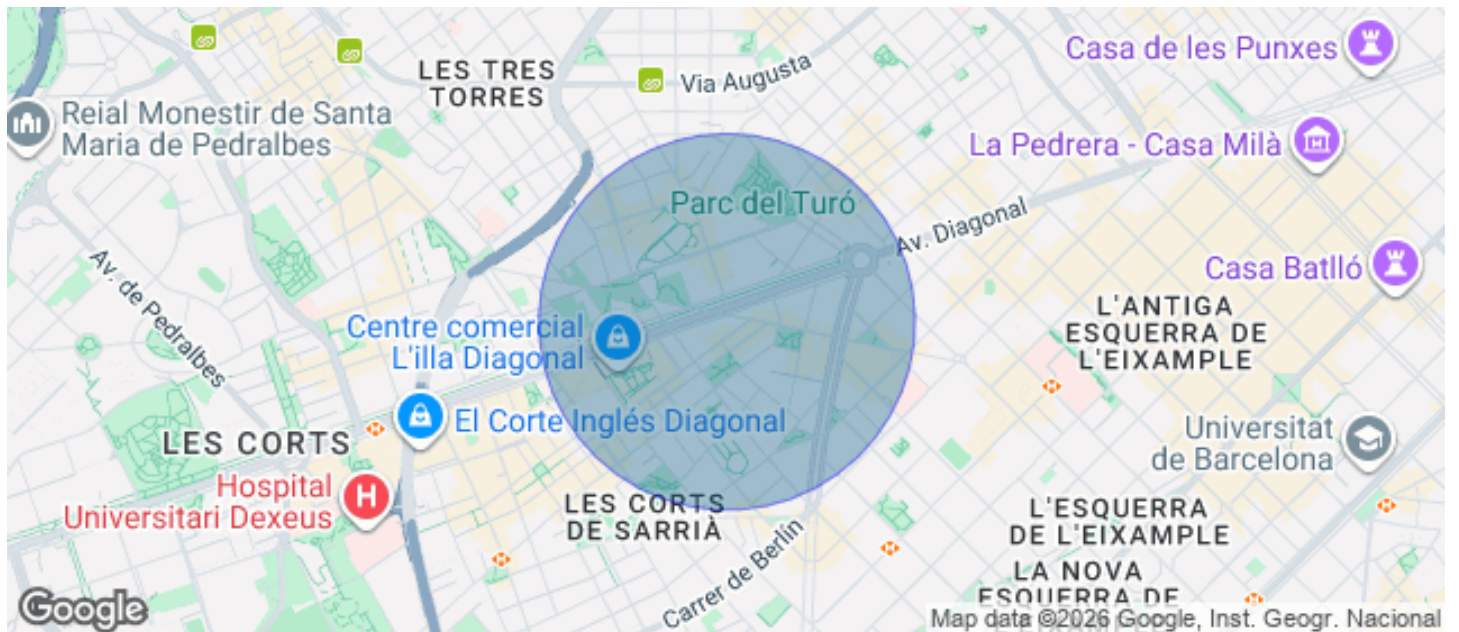 Casa de les Punxes
LES TRES
TORRES
Via Augusta
Reial Monestir de Santa
Maria de Pedralbes
La Pedrera - Casa Milà
Parc del Turó
Av. Diagonal
Av. de Pedralbes
Casa Batlló
L'ANTIGA
ESQUERRA DE
L'EIXAMPLE
Centre comercial
L'illa Diagonal
El Corte Inglés Diagonal
LES CORTS
Universitat
de Barcelona
Hospital
Universitari Dexeus
H
LES CORTS
DE SARRIÀ
L'ESQUERRA
DE L'EIXAMPLE
Carrer de Berlín
LA NOVA
ESQUERRA DE
Google
Map data ©2026 Google, Inst. Geogr. Nacional